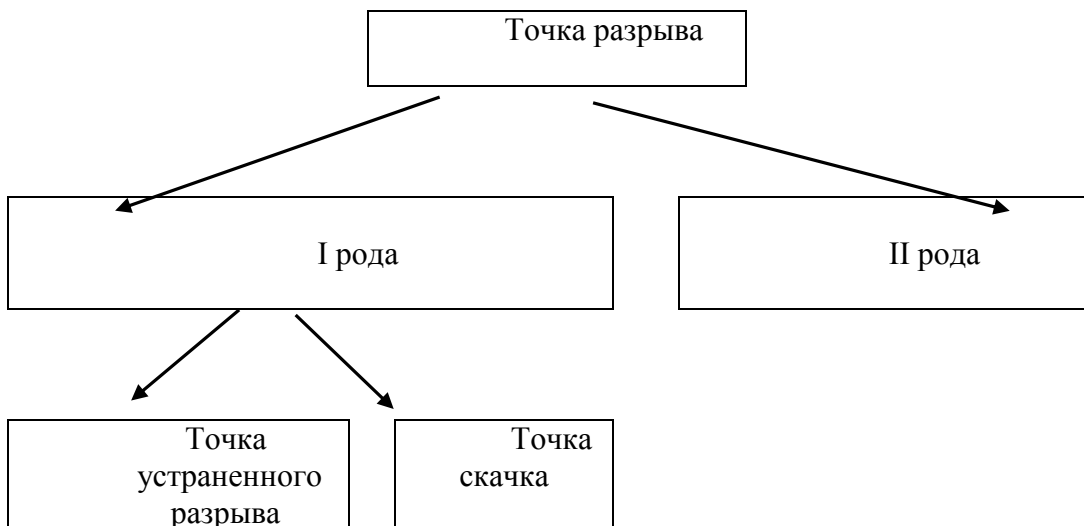 Точка разрыва
I рода
II рода
Точка
устраненного
разрыва
Точка
скачка